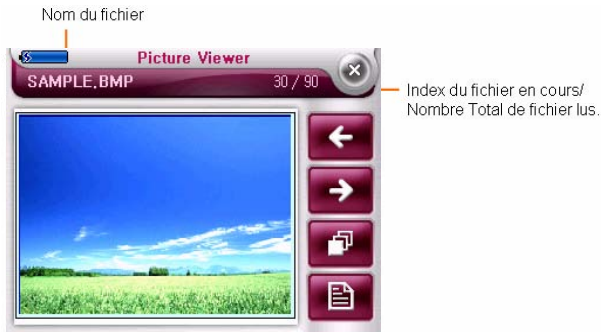 Nom du fichier
Picture Viewer
SAMPLE.BMP 30 / 90
Index du fichier en cours/
Nombre Total de fichier lus.